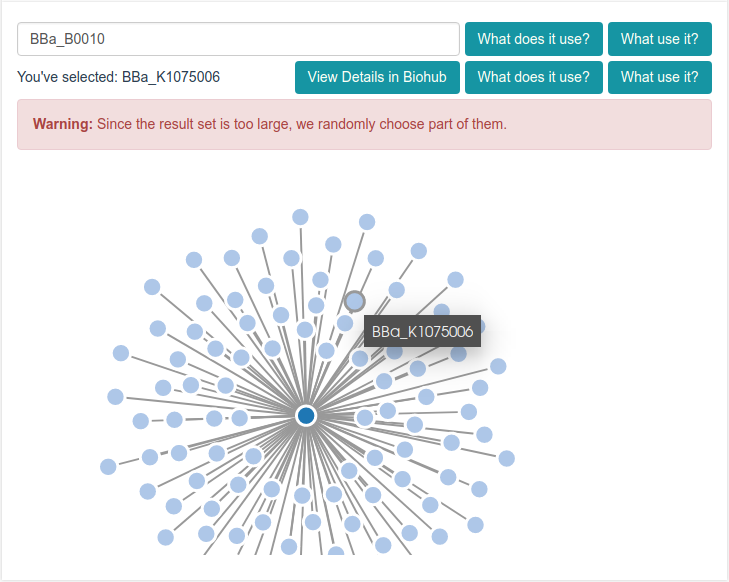 BBa_B0010 What does it use? What use it?
You've selected: BBa_K1075006 View Details in Biohub What does it use? What use it?
Warning: Since the result set is too large, we randomly choose part of them.
BBa_K1075006